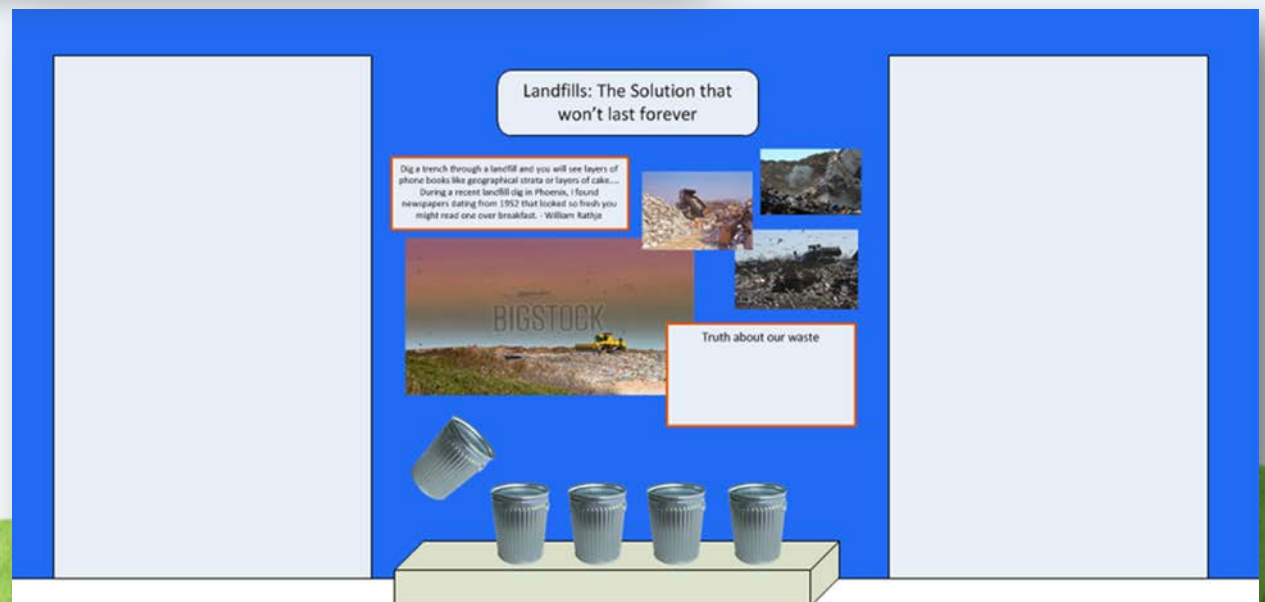 Landfills: The Solution that
won't last forever
Dig a trench through a landfill and you will see layers of
phone books like geographical strata or layers of cake....
During a recent landfill dig in Phoenix, I found
newspapers dating from 1952 that looked so fresh you
might read one over breakfast. - William Rathje
BIGSTOCK
Truth about our waste